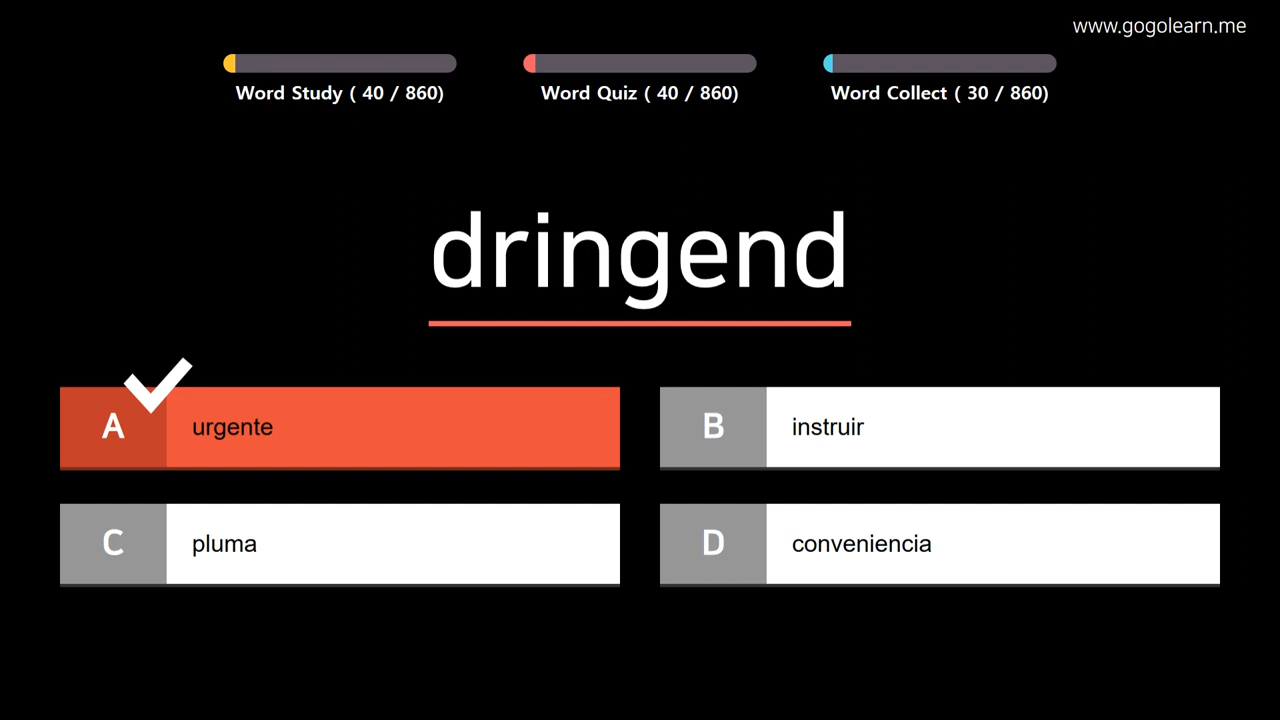 www.gogolearn.me
Word Study ( 40 / 860)
Word Quiz ( 40 / 860)
Word Collect ( 30 / 860)
dringend
A urgente
B instruir
C pluma
D conveniencia